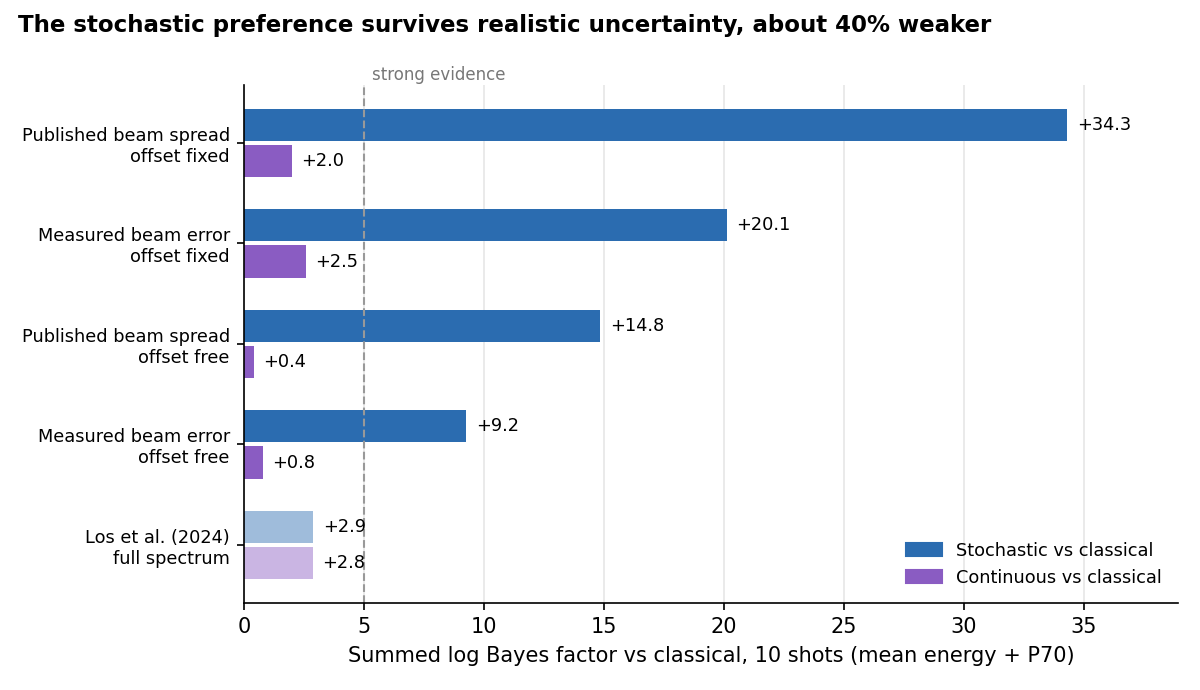 The stochastic preference survives realistic uncertainty, about 40% weaker
strong evidence
Published beam spread
offset fixed
+34.3
+2.0
Measured beam error
offset fixed
+20.1
+2.5
Published beam spread
offset free
+14.8
+0.4
Measured beam error
offset free
+9.2
+0.8
Los et al. (2024)
full spectrum
+2.9
+2.8
Stochastic vs classical
Continuous vs classical
0 5 10 15 20 25 30 35
Summed log Bayes factor vs classical, 10 shots (mean energy + P70)